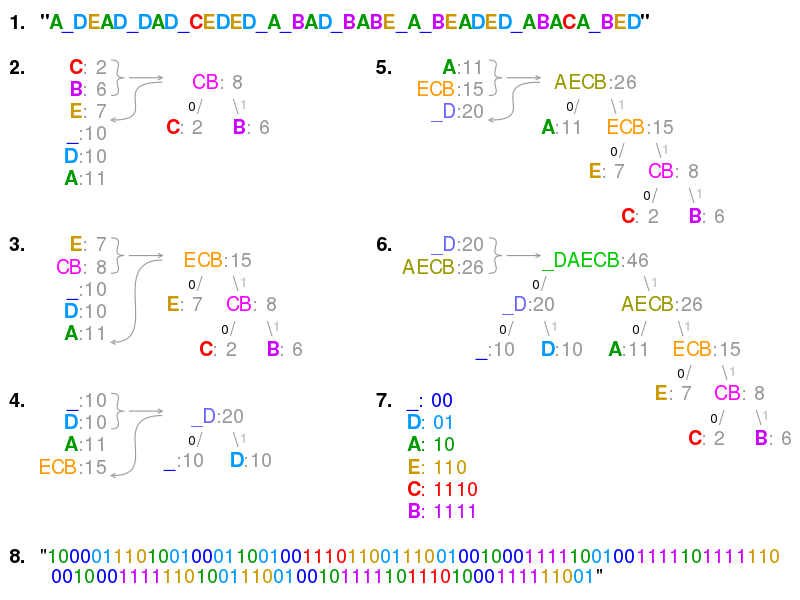 1. "A_DEAD_DAD_CEDED_A_BAD_BABE_A_BEADED_ABACA_BED"
2.
C: 2
B: 6
E: 7
_:10
D:10
A:11
CB: 8
0/ \1
C: 2 B: 6
3.
E: 7
CB: 8
_:10
D:10
A:11
ECB:15
0/ \1
E: 7 CB: 8
0/ \1
C: 2 B: 6
4.
_:10
D:10
A:11
ECB:15
_D:20
0/ \1
_:10 D:10
5.
A:11
ECB:15
_D:20
AECB:26
0/ \1
A:11 ECB:15
0/ \1
E: 7 CB: 8
0/ \1
C: 2 B: 6
6.
_D:20
AECB:26
_DAECB:46
0/ \1
_D:20 AECB:26
0/ \1 0/ \1
_:10 D:10 A:11 ECB:15
0/ \1
E: 7 CB: 8
0/ \1
C: 2 B: 6
7.
_: 00
D: 01
A: 10
E: 110
C: 1110
B: 1111
8. "100001110100100011001001110110011100100100011111001001111101111110
0010001111110100111001001011111011101000111111001"